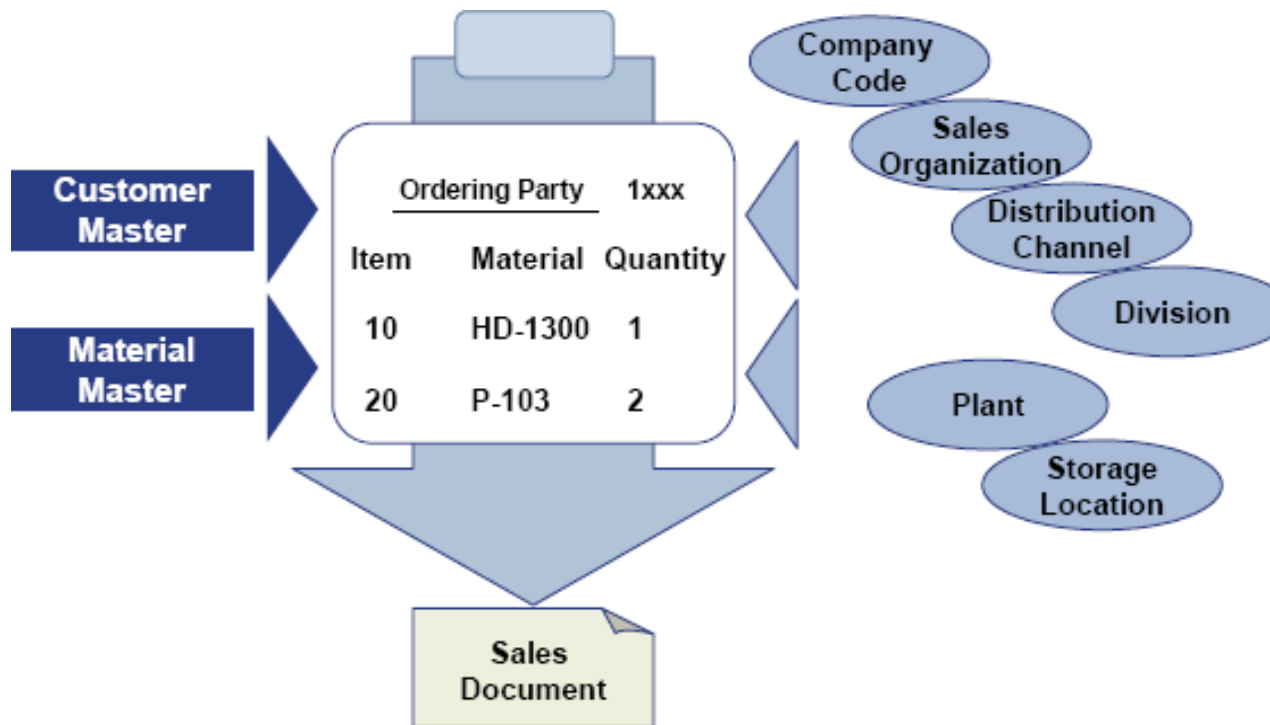 Company
Code
Sales
Organization
Distribution
Channel
Division
Plant
Storage
Location
Customer
Master
Material
Master
Ordering Party 1xxx
Item Material Quantity
10 HD-1300 1
20 P-103 2
Sales
Document